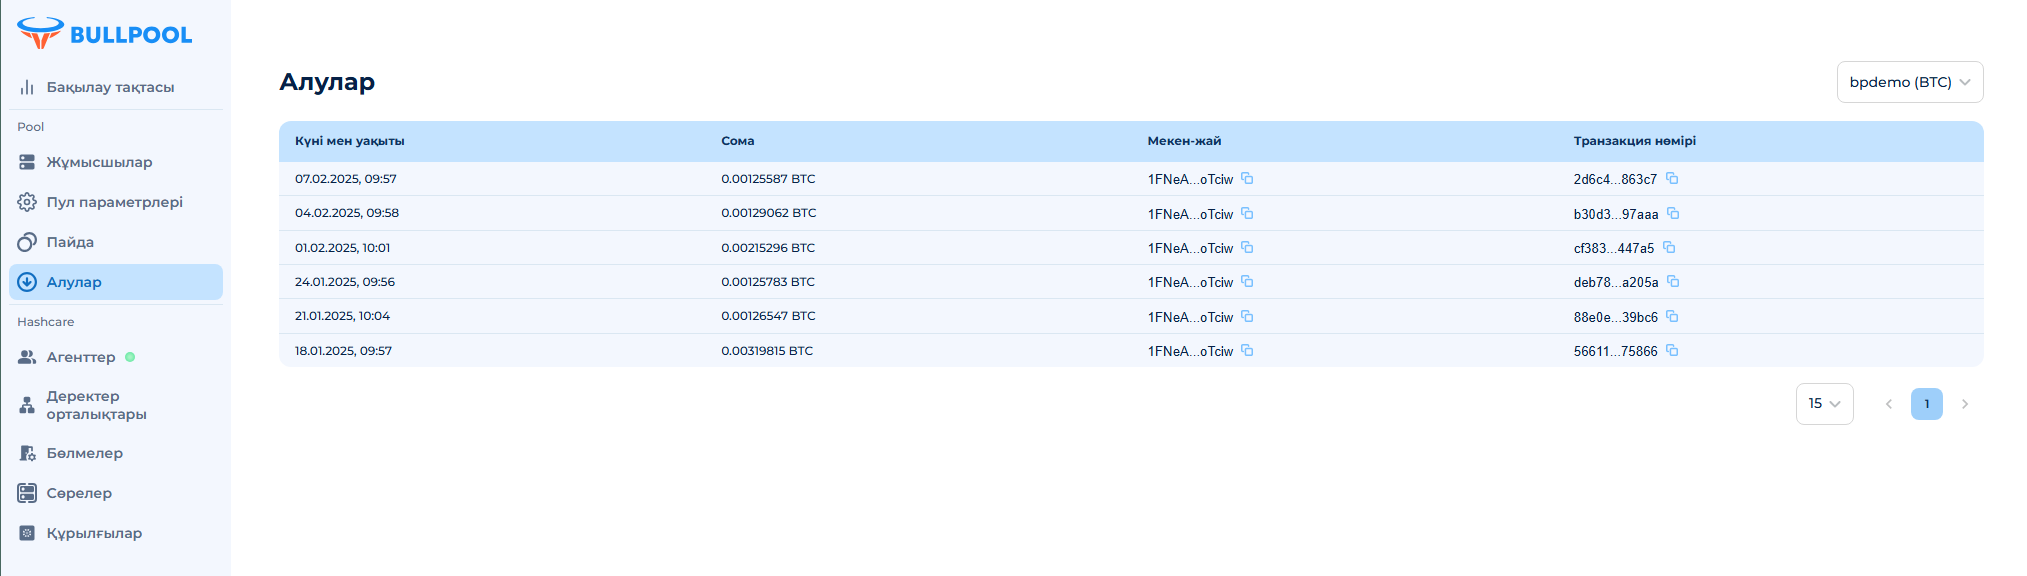 BULLPOOL
Бақылау тақтасы
Pool
Жұмысшылар
Пул параметрлері
Пайда
Алулар
Hashcare
Агенттер
Деректер
орталықтары
Бөлмелер
Сөрелер
Құрылғылар
Алулар
bpdemo (BTC)
Күні мен уақыты Сома Мекен-жай Транзакция нөмірі
07.02.2025, 09:57 0.00125587 BTC 1FNeA...oTciw 2d6c4...863c7
04.02.2025, 09:58 0.00129062 BTC 1FNeA...oTciw b30d3...97aaa
01.02.2025, 10:01 0.00215296 BTC 1FNeA...oTciw cf383...447a5
24.01.2025, 09:56 0.00125783 BTC 1FNeA...oTciw deb78...a205a
21.01.2025, 10:04 0.00126547 BTC 1FNeA...oTciw 88e0e...39bc6
18.01.2025, 09:57 0.00319815 BTC 1FNeA...oTciw 56611...75866
15 1